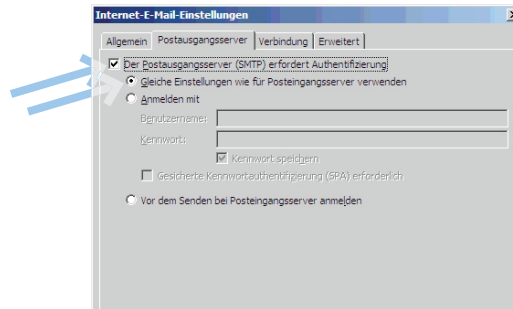 Internet-E-Mail-Einstellungen
Allgemein Postausgangsserver Verbindung Erweitert
Der Postausgangsserver (SMTP) erfordert Authentifizierung
Gleiche Einstellungen wie für Posteingangsserver verwenden
Anmelden mit
Benutzername:
Kennwort:
Kennwort speichern
Gesicherte Kennwortauthentifizierung (SPA) erforderlich
Vor dem Senden bei Posteingangsserver anmelden